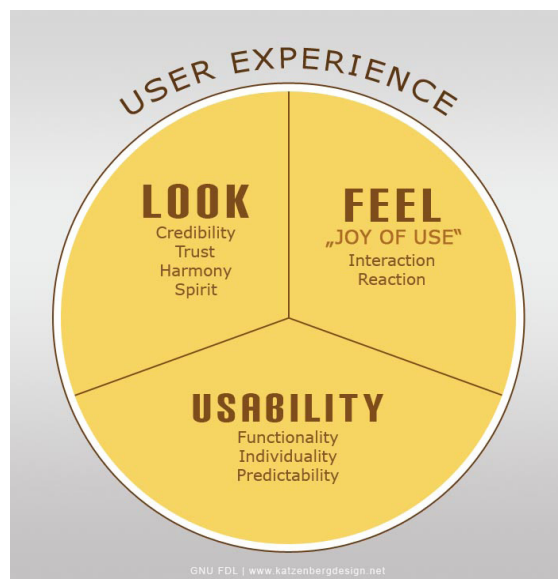 USER EXPERIENCE
LOOK
Credibility
Trust
Harmony
Spirit
FEEL
„JOY OF USE“
Interaction
Reaction
USABILITY
Functionality
Individuality
Predictability
GNU FDL | www.katzenbergdesign.net